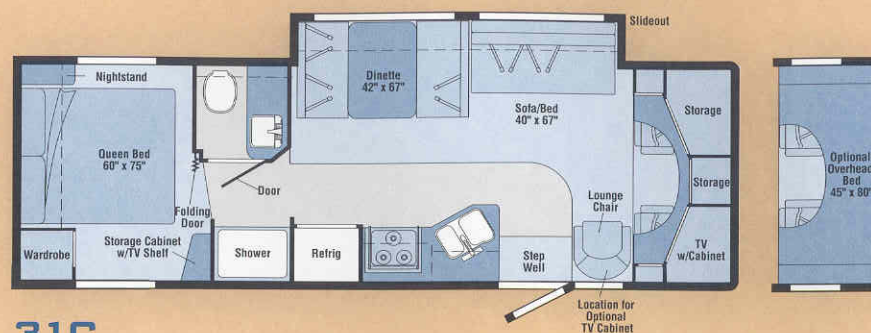 Slideout
Nightstand
Dinette
42" x 67"
Sofa/Bed
40" x 67"
Storage
Queen Bed
60" x 75"
Optional
Overhead
Bed
45" x 80"
Storage
Door
Lounge
Chair
Folding
Door
Storage Cabinet
w/TV Shelf
Wardrobe
Shower
Refrig
Step
Well
TV
w/Cabinet
Location for
Optional
TV Cabinet
31C